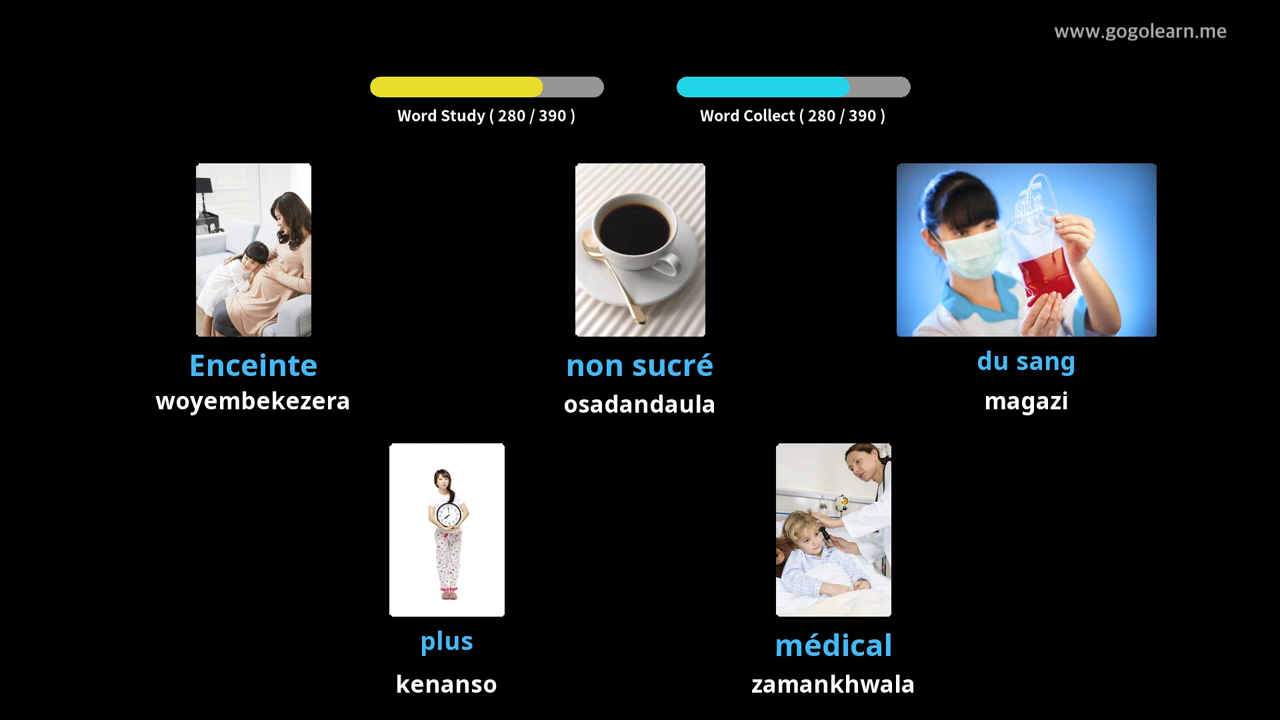 www.gogolearn.me
Word Study ( 280 / 390 )
Word Collect ( 280 / 390 )
Enceinte
woyembekezera
non sucré
osadandaula
du sang
magazi
plus
kenanso
médical
zamankhwala